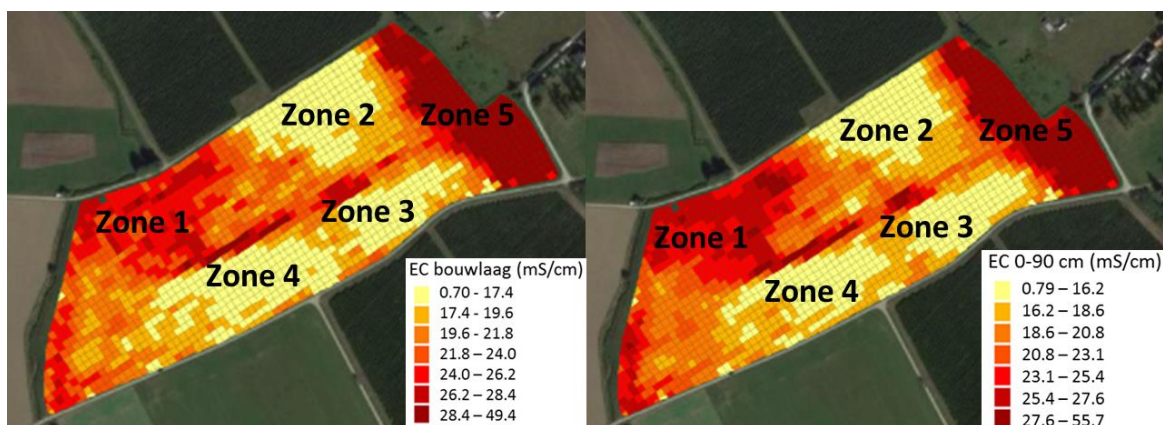 Zone 2
Zone 5
Zone 1
Zone 3
Zone 4
EC bouwlaag (mS/cm)
0.70 - 17.4
17.4 – 19.6
19.6 – 21.8
21.8 – 24.0
24.0 – 26.2
26.2 – 28.4
28.4 – 49.4
Zone 2
Zone 5
Zone 1
Zone 3
Zone 4
EC 0-90 cm (mS/cm)
0.79 – 16.2
16.2 – 18.6
18.6 – 20.8
20.8 – 23.1
23.1 – 25.4
25.4 – 27.6
27.6 – 55.7